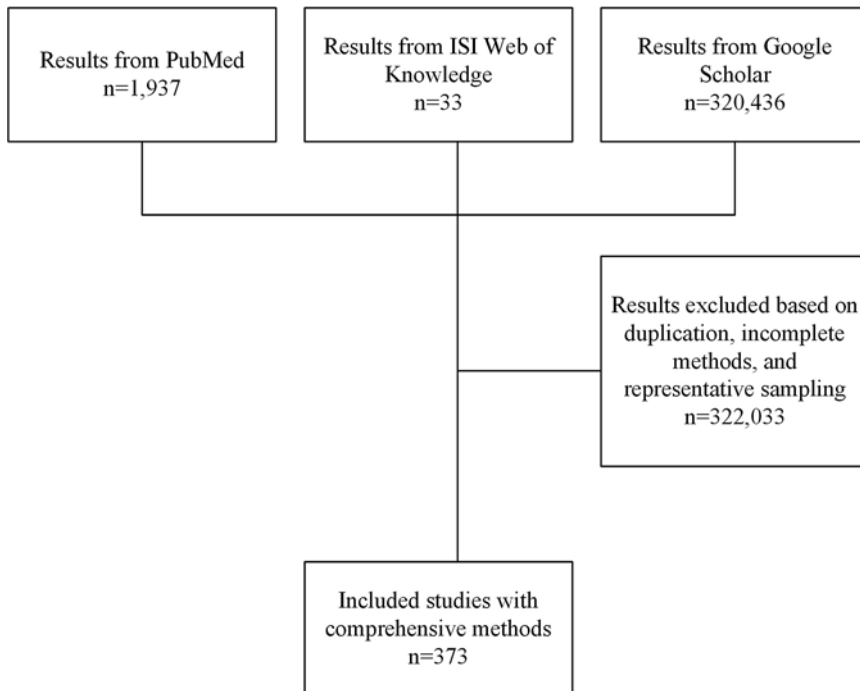 Results from PubMed
n=1,937
Results from ISI Web of
Knowledge
n=33
Results from Google
Scholar
n=320,436
Results excluded based on
duplication, incomplete
methods, and
representative sampling
n=322,033
Included studies with
comprehensive methods
n=373